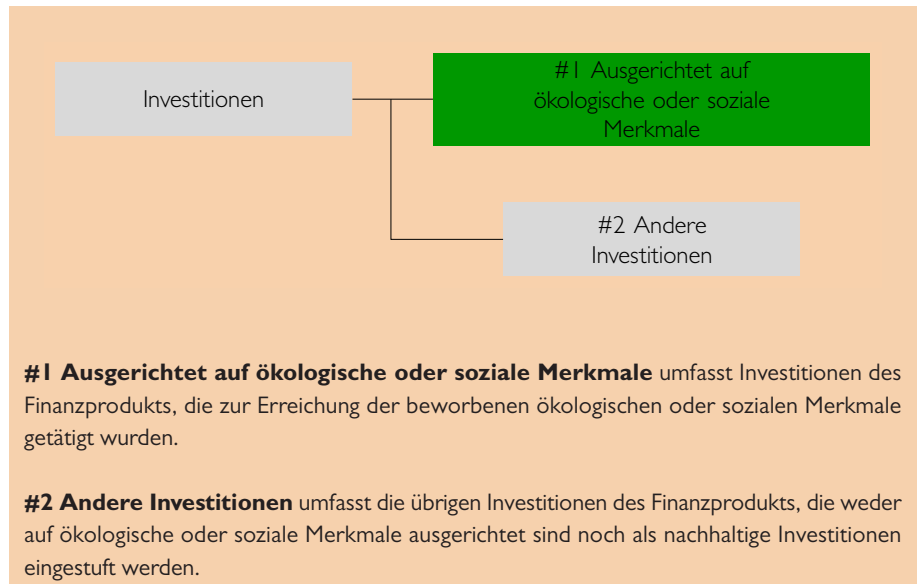 Investitionen
#1 Ausgerichtet auf
ökologische oder soziale
Merkmale
#2 Andere
Investitionen
#1 Ausgerichtet auf ökologische oder soziale Merkmale umfasst Investitionen des
Finanzprodukts, die zur Erreichung der beworbenen ökologischen oder sozialen Merkmale
getätigt wurden.
#2 Andere Investitionen umfasst die übrigen Investitionen des Finanzprodukts, die weder
auf ökologische oder soziale Merkmale ausgerichtet sind noch als nachhaltige Investitionen
eingestuft werden.